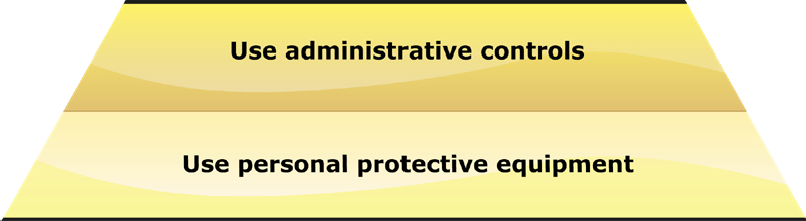 Use administrative controls
Use personal protective equipment